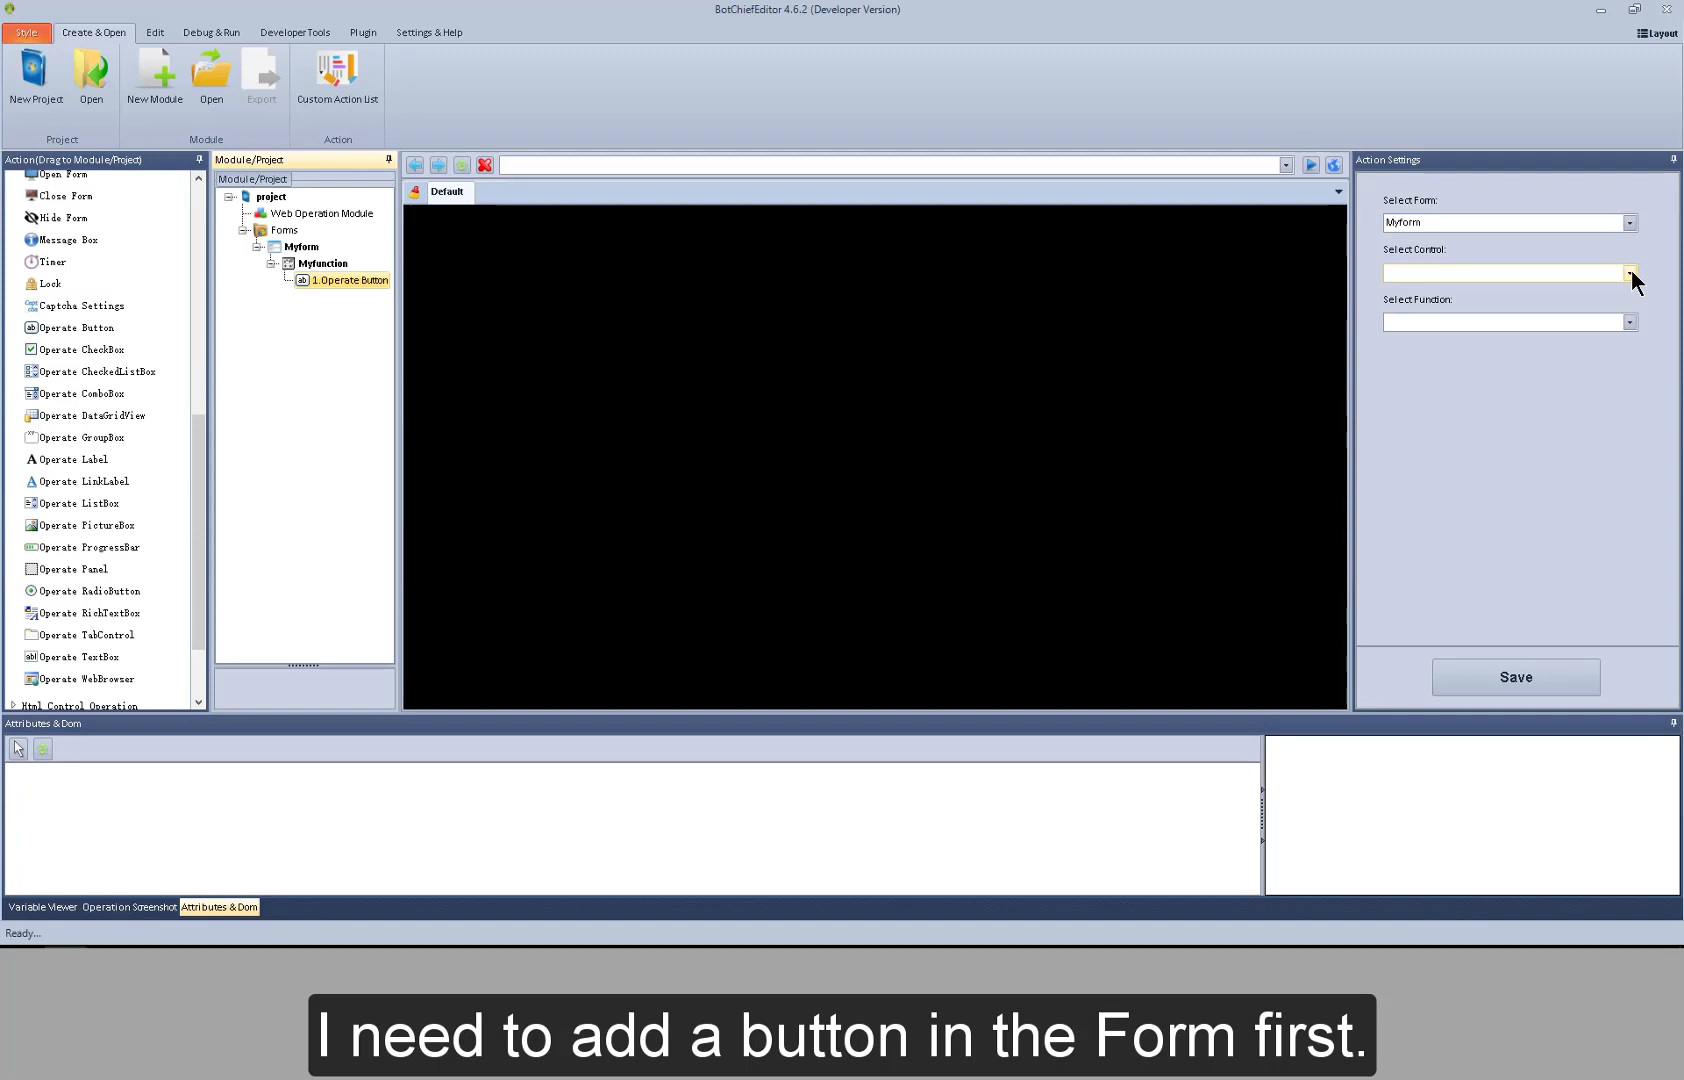 BotChiefEditor 4.6.2 (Developer Version)
Style
Create & Open
Edit
Debug & Run
Developer Tools
Plugin
Settings & Help
Layout
New Project
Open
New Module
Open
Export
Custom Action List
Project
Module
Action
Action(Drag to Module/Project)
Open Form
Close Form
Hide Form
Message Box
Timer
Lock
Captcha Settings
Operate Button
Operate CheckBox
Operate CheckedListBox
Operate ComboBox
Operate DataGridView
Operate GroupBox
Operate Label
Operate LinkLabel
Operate ListBox
Operate PictureBox
Operate ProgressBar
Operate Panel
Operate RadioButton
Operate RichTextBox
Operate TabControl
Operate TextBox
Operate WebBrowser
Html Control Operation
Module/Project
Module/Project
project
Web Operation Module
Forms
Myform
Myfunction
1.Operate Button
Default
Action Settings
Select Form:
Myform
Select Control:
Select Function:
Save
Attributes & Dom
Variable Viewer
Operation Screenshot
Attributes & Dom
Ready...
I need to add a button in the Form first.